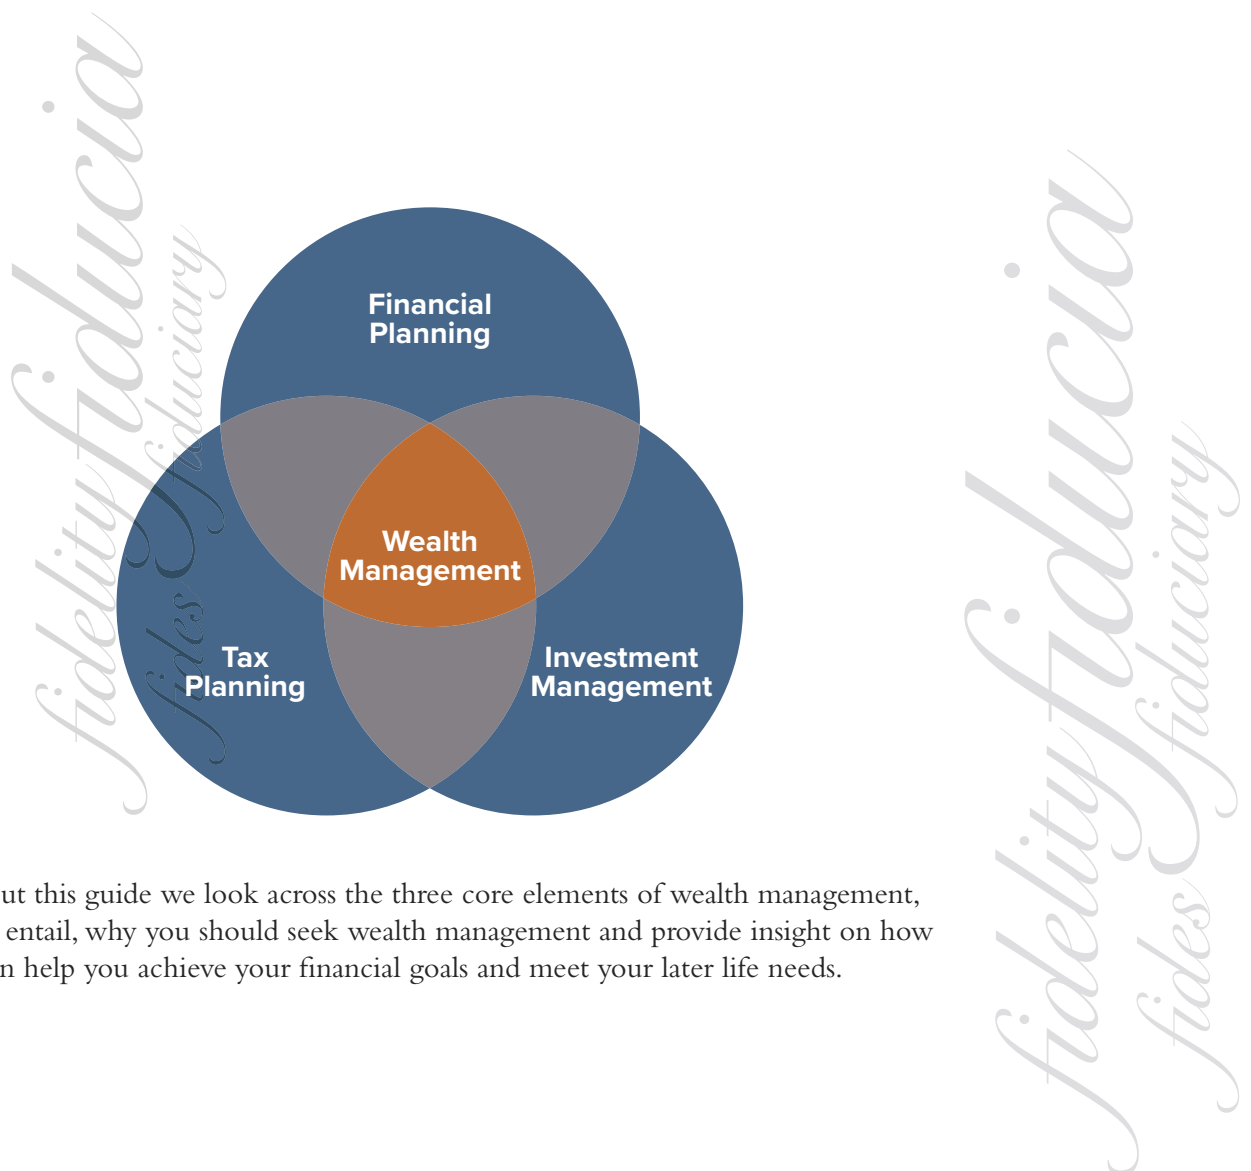 Financial
Planning
Wealth
Management
Tax
Planning
Investment
Management
ut this guide we look across the three core elements of wealth management,
entail, why you should seek wealth management and provide insight on how
n help you achieve your financial goals and meet your later life needs.
fidelity
fiducia
fides
fiduciary
fidelity
fiducia
fides
fiduciary